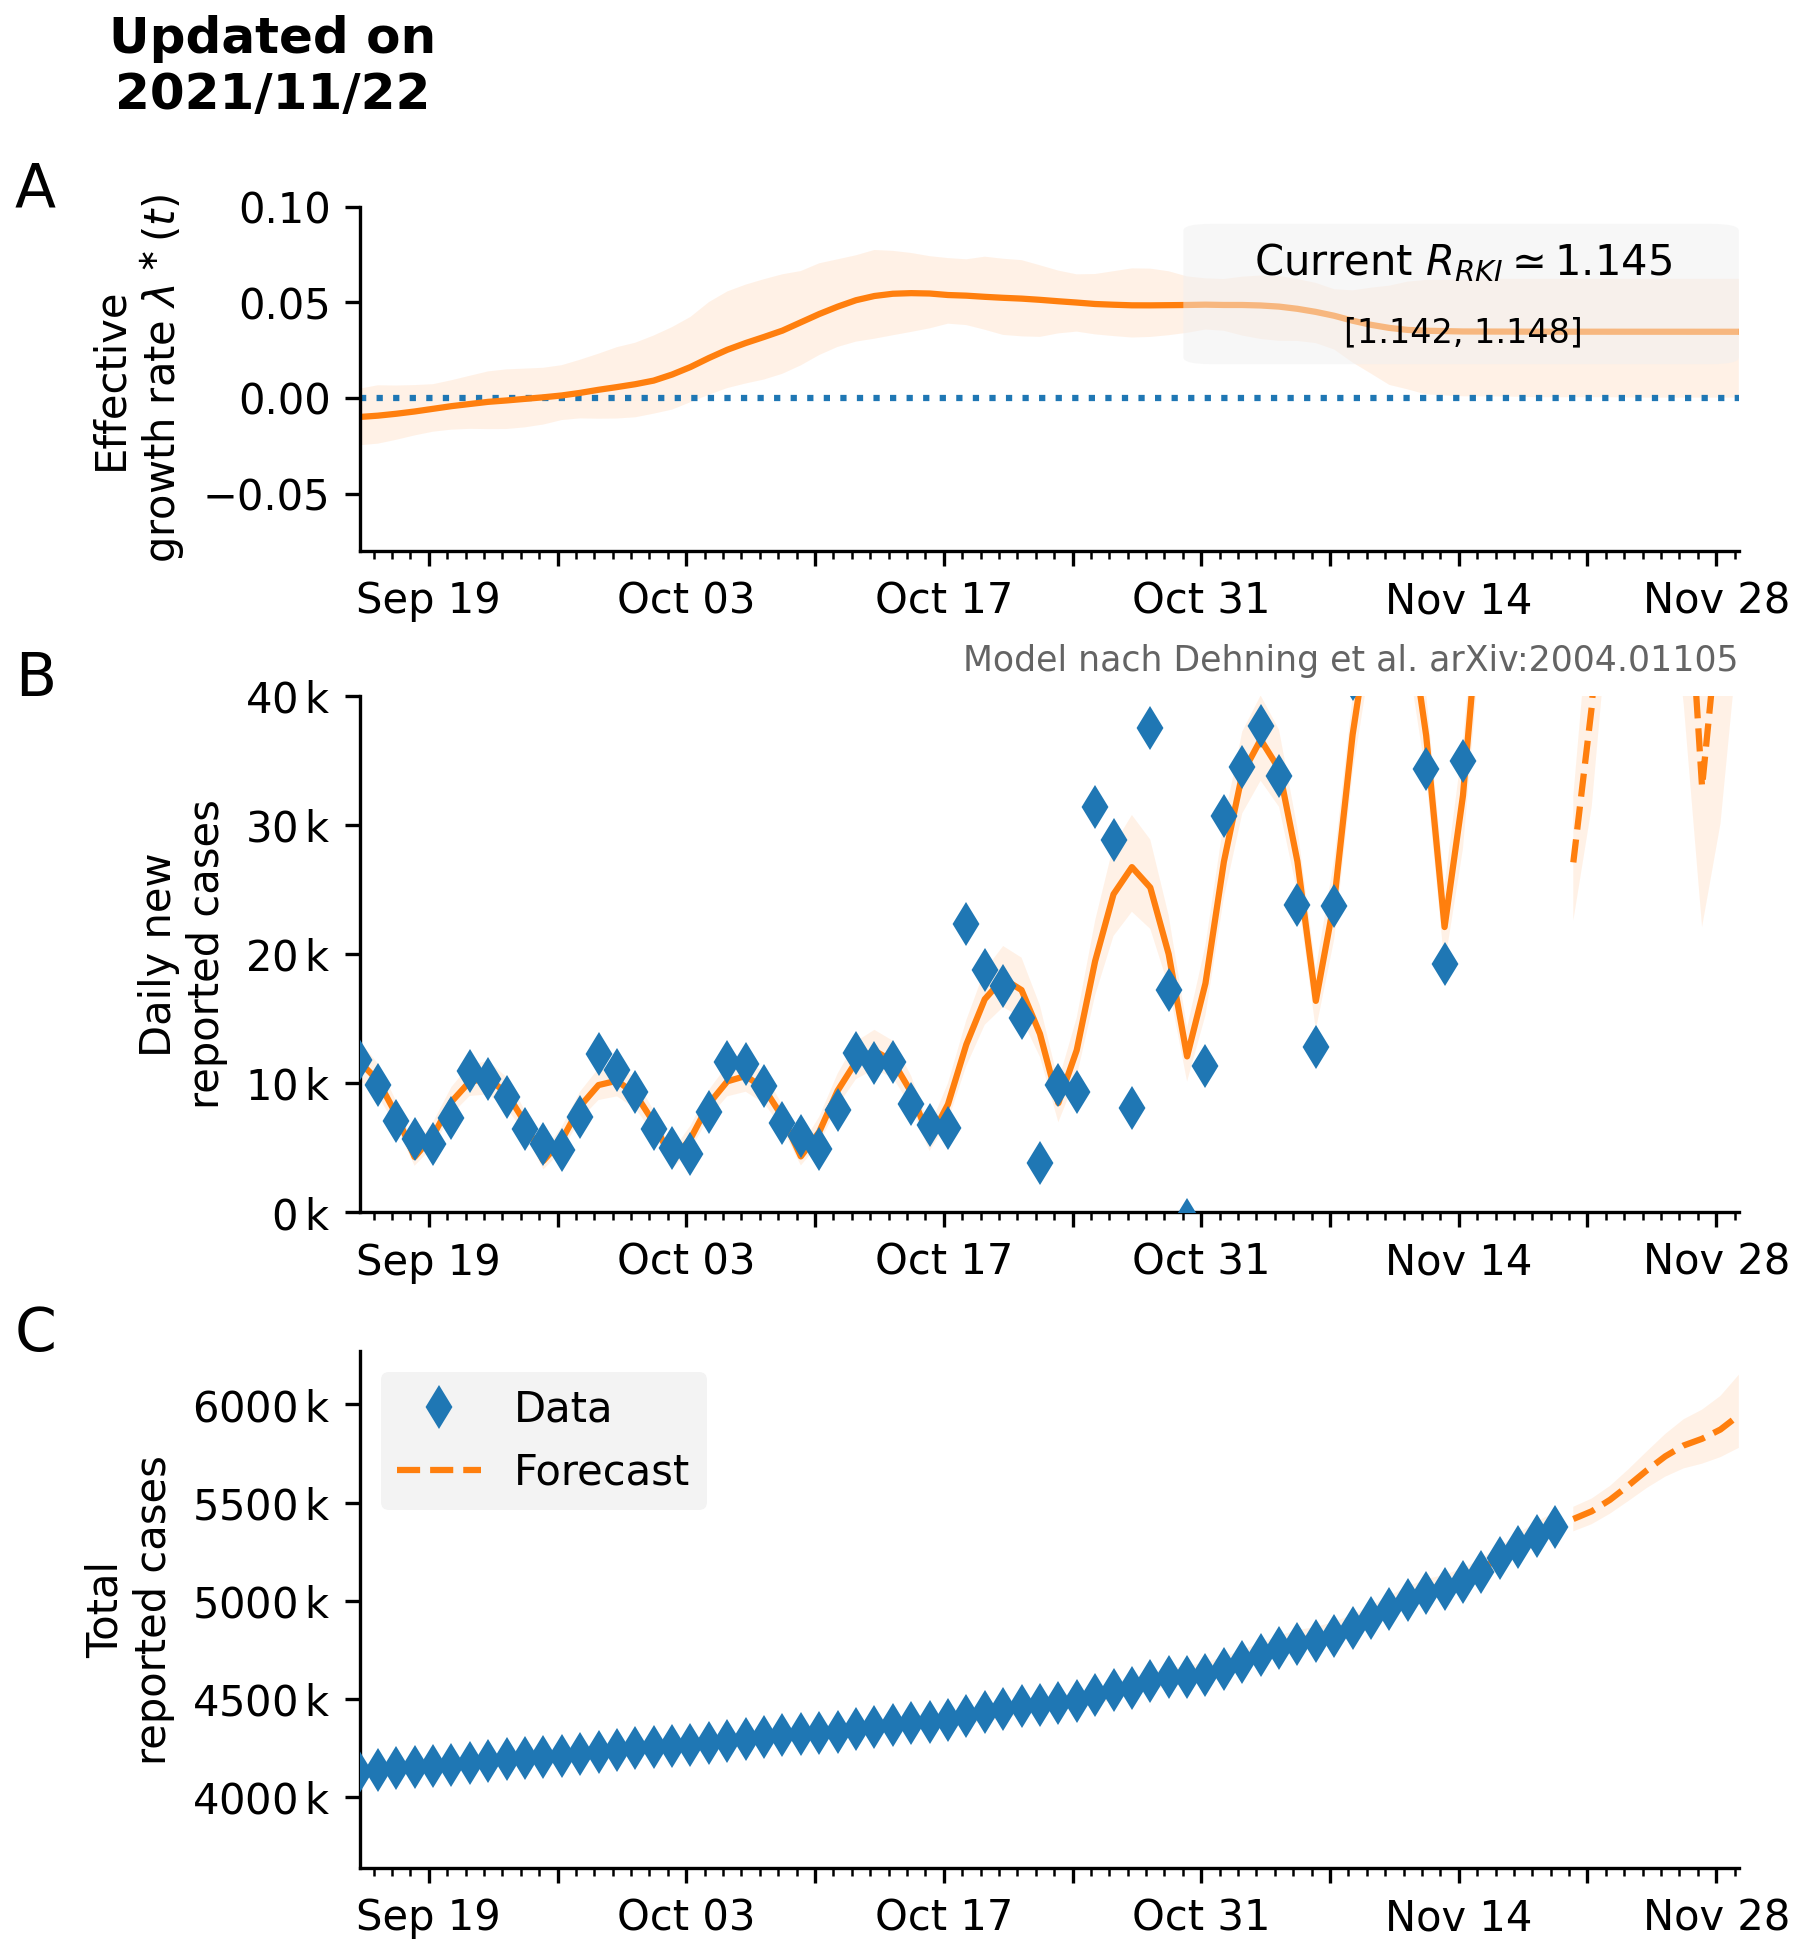 Updated on
2021/11/22
A
Effective
growth rate λ * (t)
0.10
0.05
0.00
−0.05
Current R_RKI ≃ 1.145
[1.142, 1.148]
Sep 19
Oct 03
Oct 17
Oct 31
Nov 14
Nov 28
B
Model nach Dehning et al. arXiv:2004.01105
Daily new
reported cases
40 k
30 k
20 k
10 k
0 k
Sep 19
Oct 03
Oct 17
Oct 31
Nov 14
Nov 28
C
Total
reported cases
6000 k
5500 k
5000 k
4500 k
4000 k
Data
Forecast
Sep 19
Oct 03
Oct 17
Oct 31
Nov 14
Nov 28